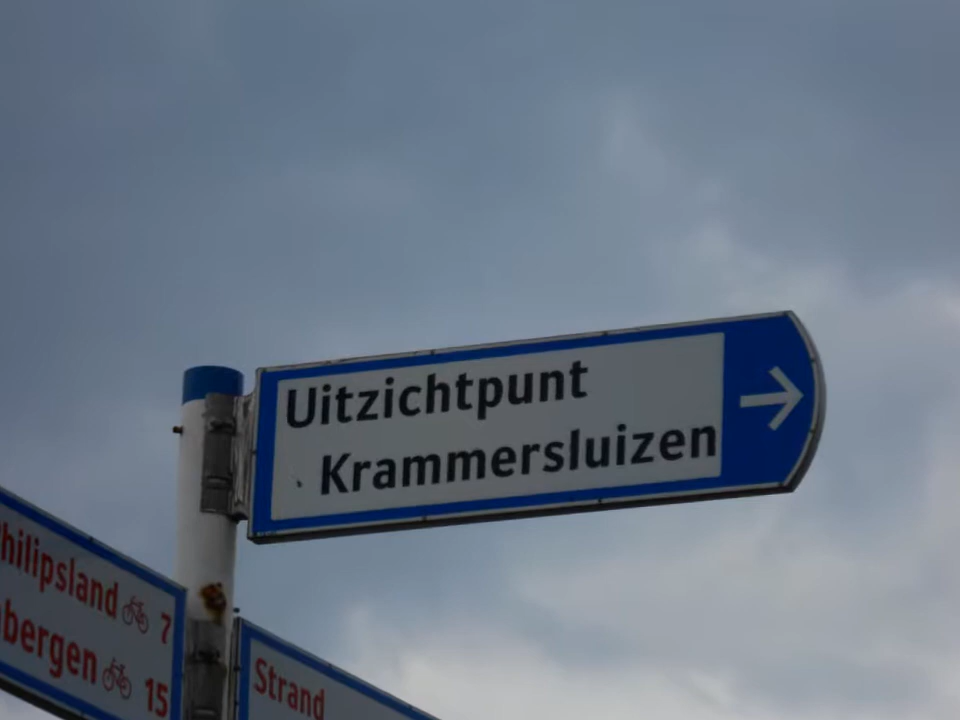 Uitzichtpunt
Krammersluizen
hilipsland 7
bergen 15
Strand